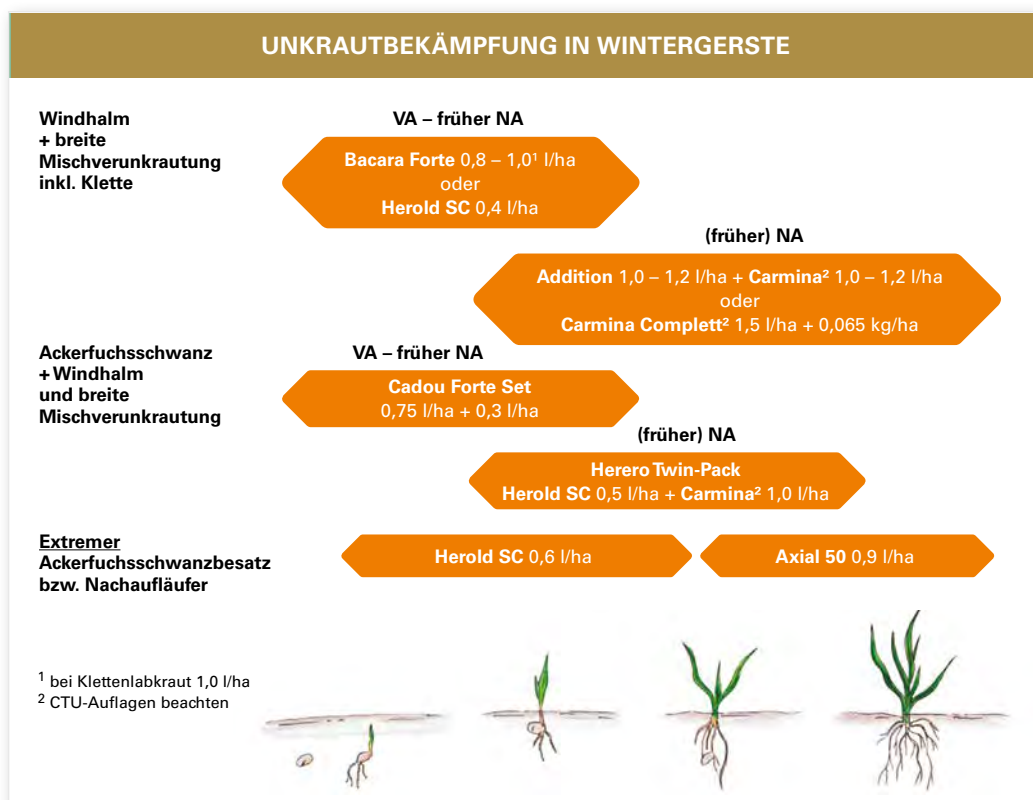 UNKRAUTBEKÄMPFUNG IN WINTERGERSTE
Windhalm
+ breite
Mischverunkrautung
inkl. Klette
VA – früher NA
Bacara Forte 0,8 – 1,0¹ l/ha
oder
Herold SC 0,4 l/ha
(früher) NA
Addition 1,0 – 1,2 l/ha + Carmina² 1,0 – 1,2 l/ha
oder
Carmina Complett² 1,5 l/ha + 0,065 kg/ha
Ackerfuchsschwanz
+ Windhalm
und breite
Mischverunkrautung
VA – früher NA
Cadou Forte Set
0,75 l/ha + 0,3 l/ha
(früher) NA
Herero Twin-Pack
Herold SC 0,5 l/ha + Carmina² 1,0 l/ha
Extremer
Ackerfuchsschwanzbesatz
bzw. Nachaufläufer
Herold SC 0,6 l/ha
Axial 50 0,9 l/ha
¹ bei Klettenlabkraut 1,0 l/ha
² CTU-Auflagen beachten